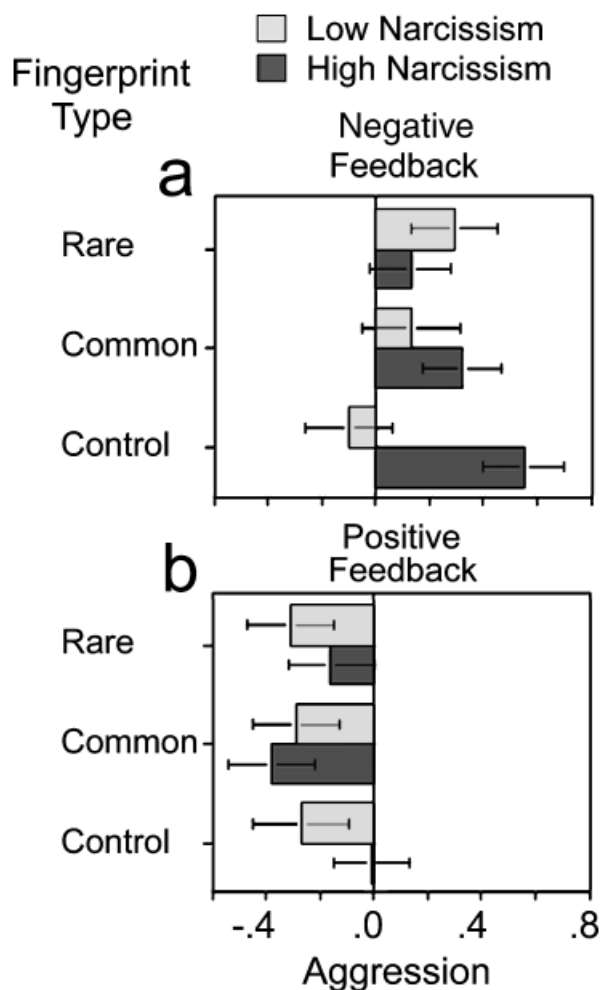 Low Narcissism
High Narcissism
Fingerprint
Type
Negative
Feedback
a
Rare
Common
Control
Positive
Feedback
b
Rare
Common
Control
-.4 .0 .4 .8
Aggression